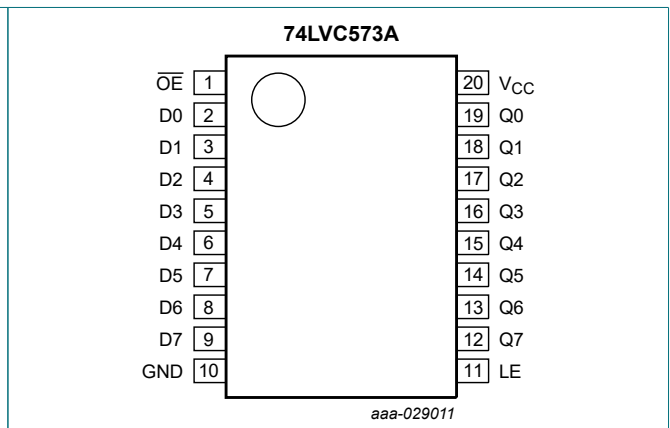 74LVC573A
OE 1 20 VCC
D0 2 19 Q0
D1 3 18 Q1
D2 4 17 Q2
D3 5 16 Q3
D4 6 15 Q4
D5 7 14 Q5
D6 8 13 Q6
D7 9 12 Q7
GND 10 11 LE
aaa-029011